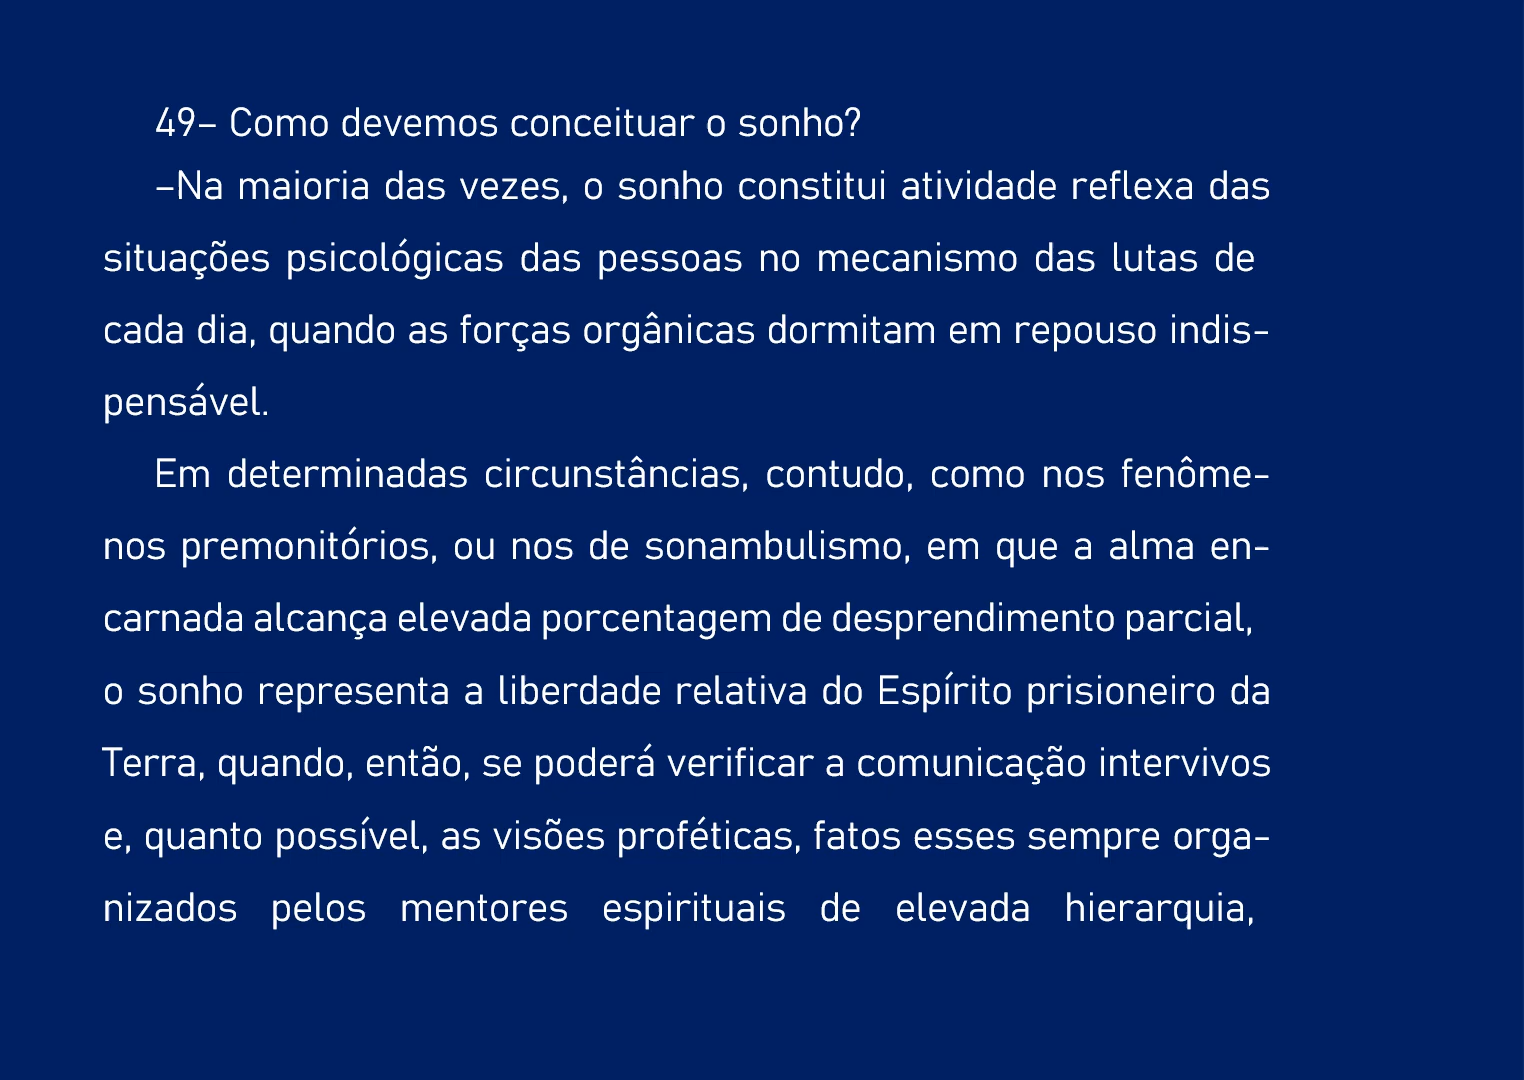 49– Como devemos conceituar o sonho?
–Na maioria das vezes, o sonho constitui atividade reflexa das
situações psicológicas das pessoas no mecanismo das lutas de
cada dia, quando as forças orgânicas dormitam em repouso indis-
pensável.
Em determinadas circunstâncias, contudo, como nos fenôme-
nos premonitórios, ou nos de sonambulismo, em que a alma en-
carnada alcança elevada porcentagem de desprendimento parcial,
o sonho representa a liberdade relativa do Espírito prisioneiro da
Terra, quando, então, se poderá verificar a comunicação intervivos
e, quanto possível, as visões proféticas, fatos esses sempre orga-
nizados pelos mentores espirituais de elevada hierarquia,